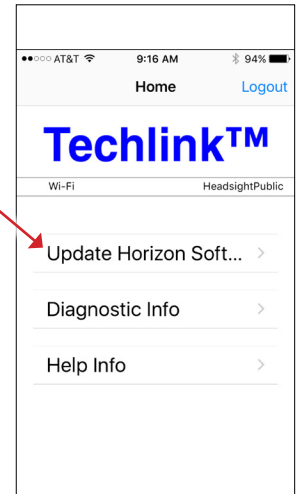 AT&T 9:16 AM 94%
Home Logout
Techlink™
Wi-Fi HeadsightPublic
Update Horizon Soft...
Diagnostic Info
Help Info